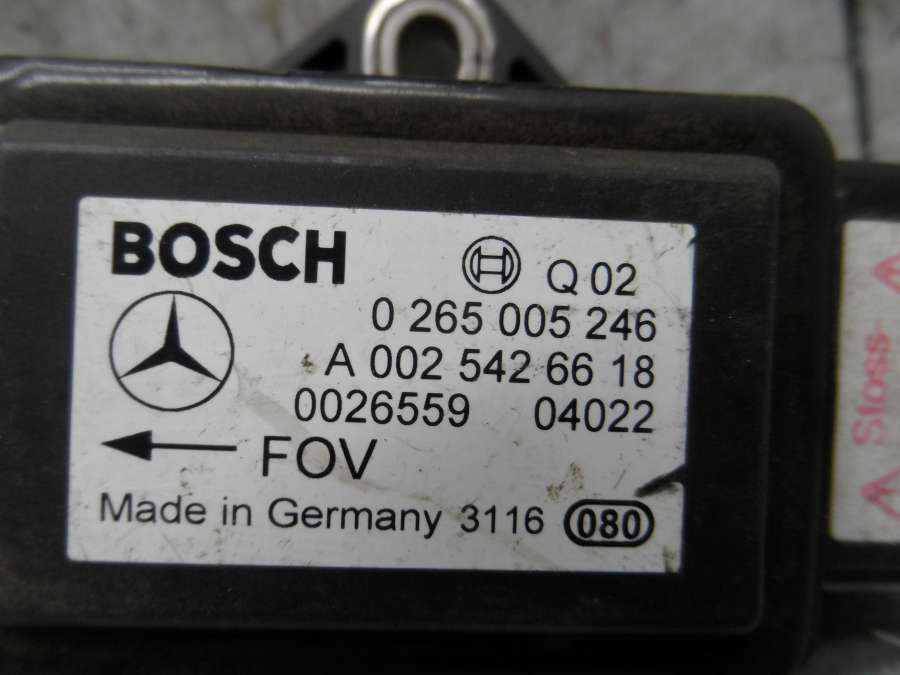 BOSCH
Q 02
0 265 005 246
A 002 542 66 18
0026559 04022
FOV
Made in Germany 3116 080
Stoss